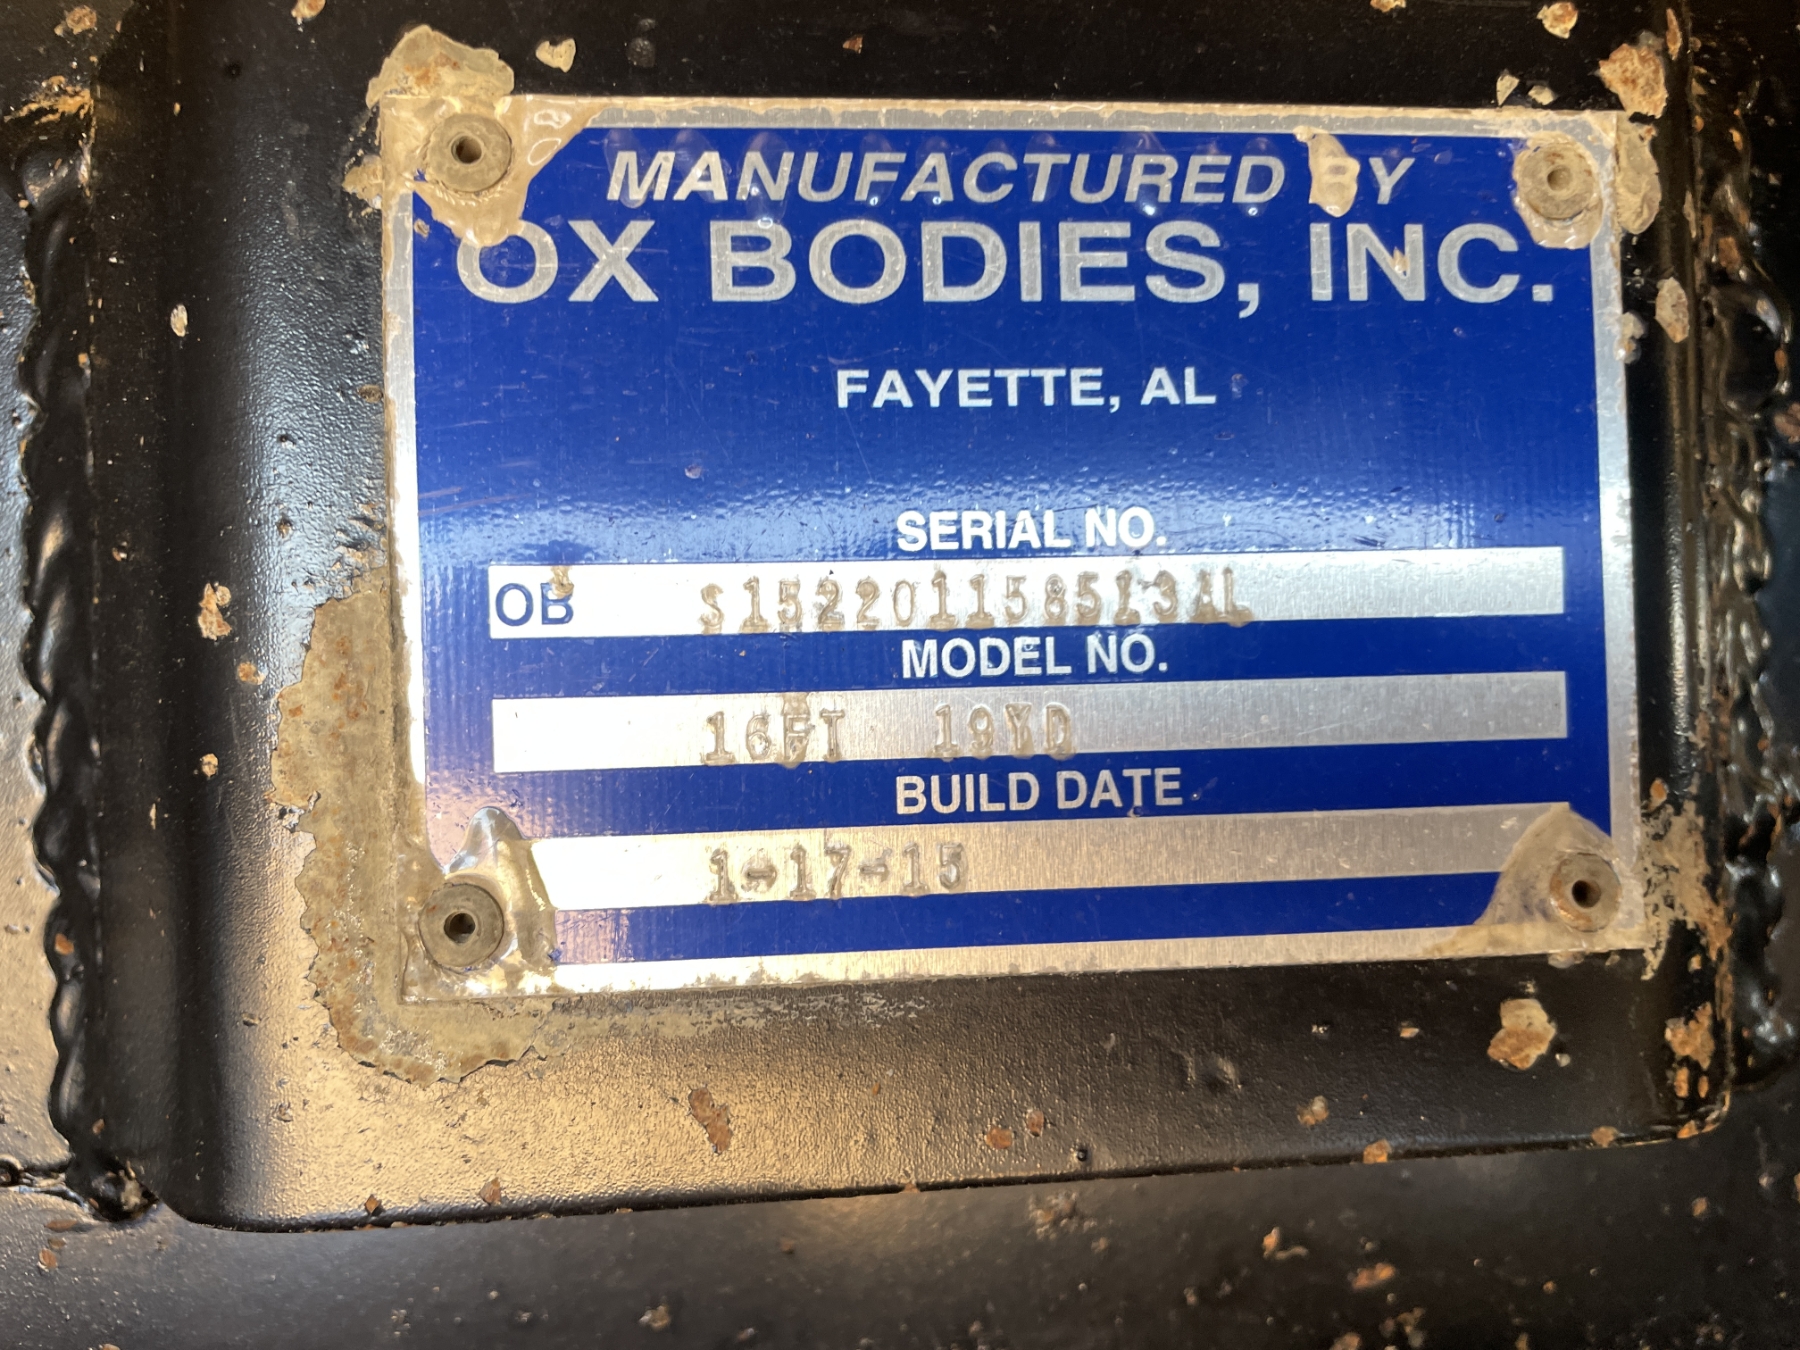 MANUFACTURED BY
OX BODIES, INC.
FAYETTE, AL
SERIAL NO.
OB S152201158513AL
MODEL NO.
16FT 19YD
BUILD DATE
1-17-15